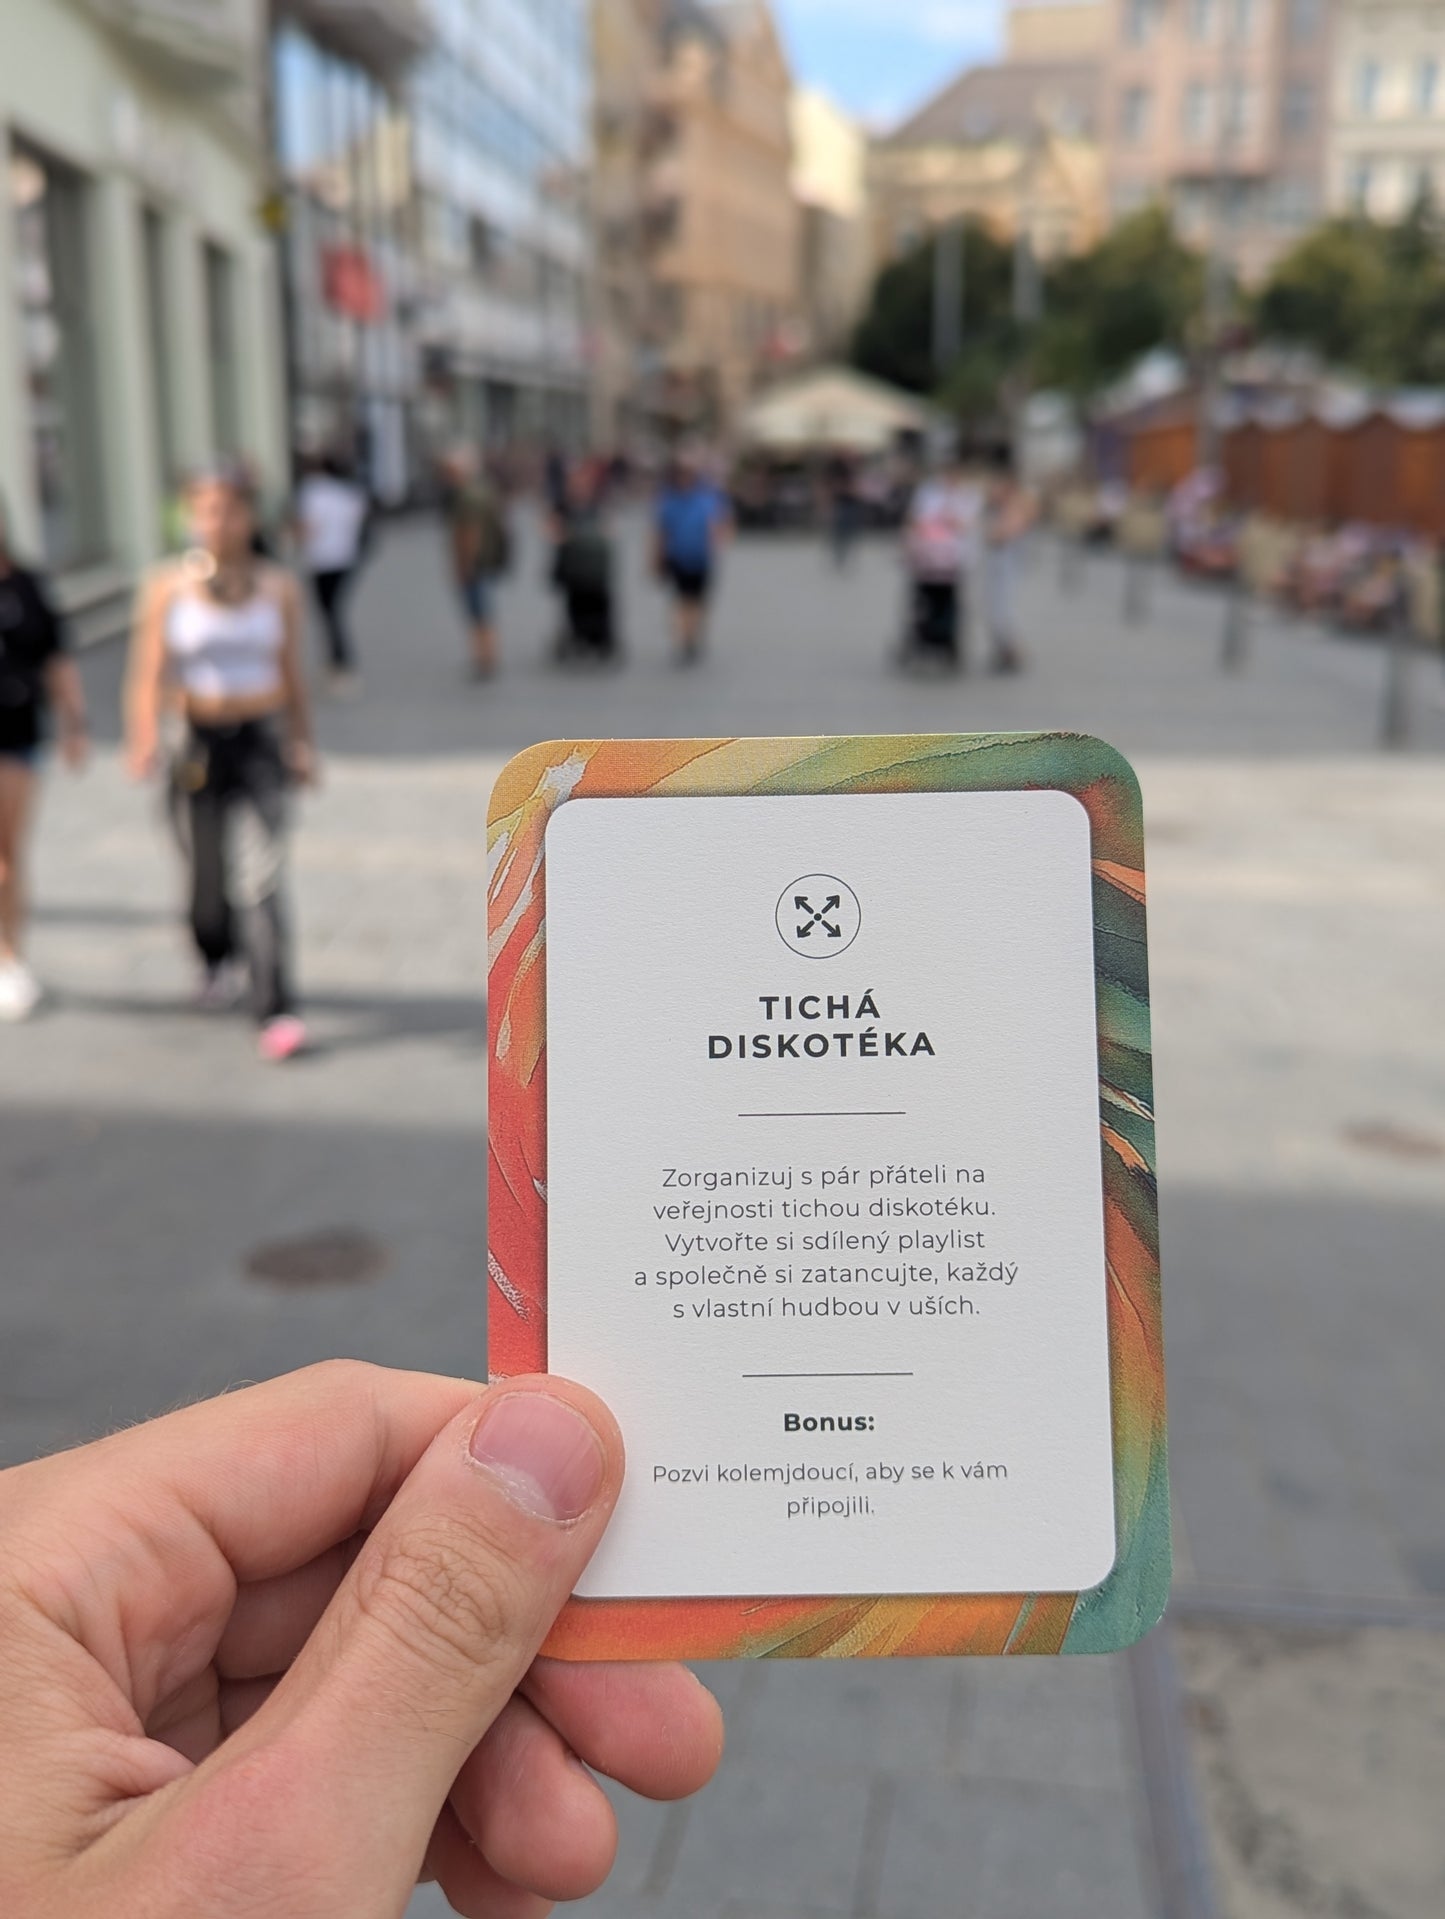 TICHÁ
DISKOTÉKA
Zorganizuj s pár přáteli na
veřejnosti tichou diskotéku.
Vytvořte si sdílený playlist
a společně si zatancujte, každý
s vlastní hudbou v uších.
Bonus:
Pozvi kolemjdoucí, aby se k vám
připojili.